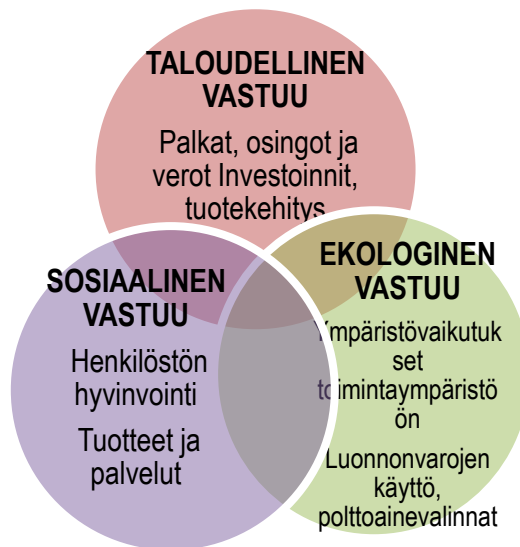 TALOUDELLINEN
VASTUU
Palkat, osingot ja
verot Investoinnit,
tuotekehitys
SOSIAALINEN
VASTUU
Henkilöstön
hyvinvointi
Tuotteet ja
palvelut
EKOLOGINEN
VASTUU
Ympäristövaikutuk
set
toimintaympäristö
ön
Luonnonvarojen
käyttö,
polttoainevalinnat